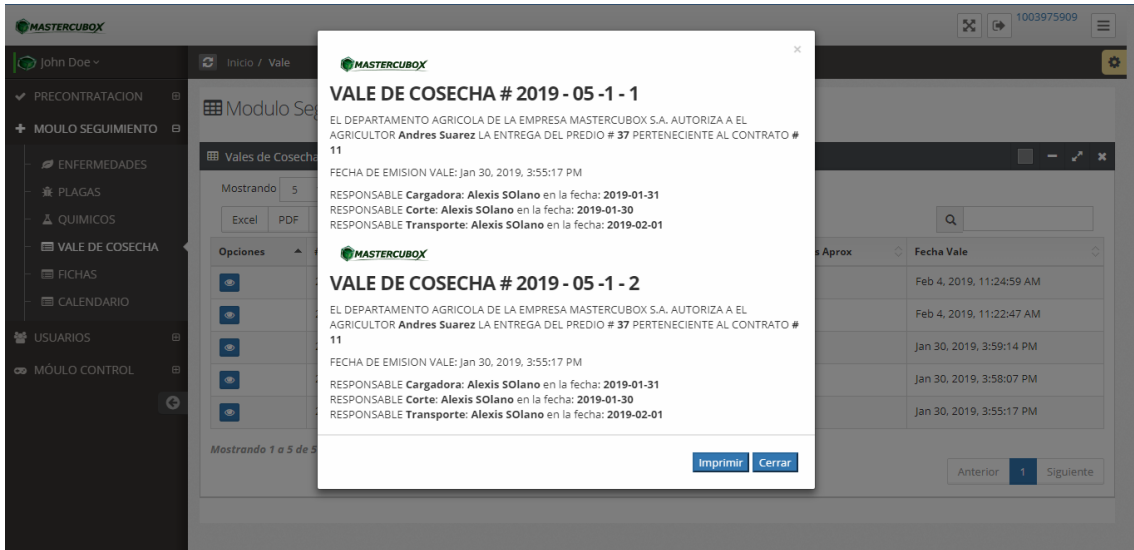 MASTERCUBOX
1003975909
John Doe
Inicio / Vale
PRECONTRATACION
MOULO SEGUIMIENTO
ENFERMEDADES
PLAGAS
QUIMICOS
VALE DE COSECHA
FICHAS
CALENDARIO
USUARIOS
MÓULO CONTROL
Modulo Seg
Vales de Cosecha
Mostrando 5
Excel PDF
Opciones
s Aprox
Fecha Vale
Feb 4, 2019, 11:24:59 AM
Feb 4, 2019, 11:22:47 AM
Jan 30, 2019, 3:59:14 PM
Jan 30, 2019, 3:58:07 PM
Jan 30, 2019, 3:55:17 PM
Mostrando 1 a 5 de 5
Anterior 1 Siguiente
×
MASTERCUBOX
VALE DE COSECHA # 2019 - 05 -1 - 1
EL DEPARTAMENTO AGRICOLA DE LA EMPRESA MASTERCUBOX S.A. AUTORIZA A EL
AGRICULTOR Andres Suarez LA ENTREGA DEL PREDIO # 37 PERTENECIENTE AL CONTRATO #
11
FECHA DE EMISION VALE: Jan 30, 2019, 3:55:17 PM
RESPONSABLE Cargadora: Alexis SOlano en la fecha: 2019-01-31
RESPONSABLE Corte: Alexis SOlano en la fecha: 2019-01-30
RESPONSABLE Transporte: Alexis SOlano en la fecha: 2019-02-01
MASTERCUBOX
VALE DE COSECHA # 2019 - 05 -1 - 2
EL DEPARTAMENTO AGRICOLA DE LA EMPRESA MASTERCUBOX S.A. AUTORIZA A EL
AGRICULTOR Andres Suarez LA ENTREGA DEL PREDIO # 37 PERTENECIENTE AL CONTRATO #
11
FECHA DE EMISION VALE: Jan 30, 2019, 3:55:17 PM
RESPONSABLE Cargadora: Alexis SOlano en la fecha: 2019-01-31
RESPONSABLE Corte: Alexis SOlano en la fecha: 2019-01-30
RESPONSABLE Transporte: Alexis SOlano en la fecha: 2019-02-01
Imprimir Cerrar